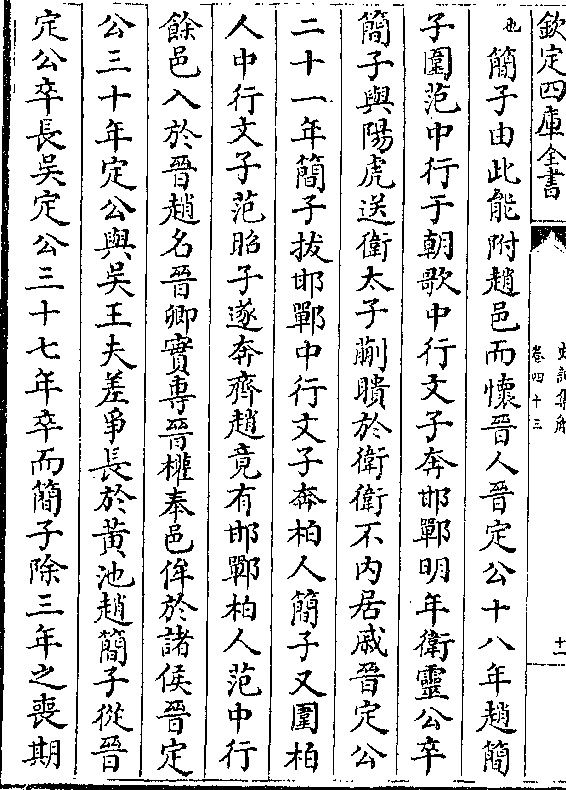 欽定四庫全書
史記集解
卷四十三
十一
也簡子由此能附趙邑而懷晉人晉定公十八年趙簡
子圍范中行于朝歌中行文子奔邯鄲明年衛靈公卒
簡子與陽虎送衛太子蒯聵於衛衛不内居戚晉定公
二十一年簡子拔邯鄲中行文子奔柏人簡子又圍柏
人中行文子范昭子遂奔齊趙竟有邯鄲柏人范中行
餘邑入於晉趙名晉卿實專晉權奉邑侔於諸侯晉定
公三十年定公與吳王夫差爭長於黃池趙簡子從晉
定公卒長吳定公三十七年卒而簡子除三年之喪期